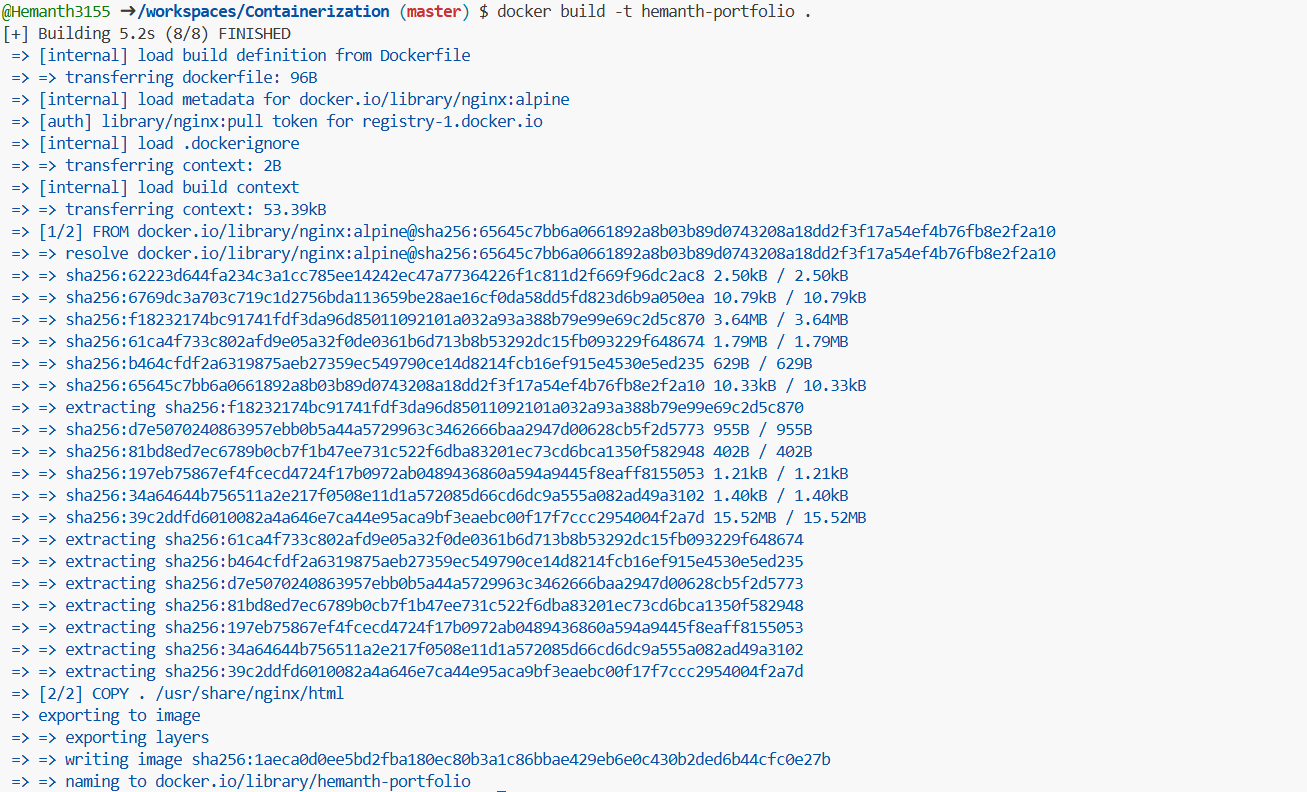 @Hemanth3155 ➜/workspaces/Containerization (master) $ docker build -t hemanth-portfolio .
[+] Building 5.2s (8/8) FINISHED
=> [internal] load build definition from Dockerfile
=> => transferring dockerfile: 96B
=> [internal] load metadata for docker.io/library/nginx:alpine
=> [auth] library/nginx:pull token for registry-1.docker.io
=> [internal] load .dockerignore
=> => transferring context: 2B
=> [internal] load build context
=> => transferring context: 53.39kB
=> [1/2] FROM docker.io/library/nginx:alpine@sha256:65645c7bb6a0661892a8b03b89d0743208a18dd2f3f17a54ef4b76fb8e2f2a10
=> => resolve docker.io/library/nginx:alpine@sha256:65645c7bb6a0661892a8b03b89d0743208a18dd2f3f17a54ef4b76fb8e2f2a10
=> => sha256:62223d644fa234c3a1cc785ee14242ec47a77364226f1c811d2f669f96dc2ac8 2.50kB / 2.50kB
=> => sha256:6769dc3a703c719c1d2756bda113659be28ae16cf0da58dd5fd823d6b9a050ea 10.79kB / 10.79kB
=> => sha256:f18232174bc91741fdf3da96d85011092101a032a93a388b79e99e69c2d5c870 3.64MB / 3.64MB
=> => sha256:61ca4f733c802afd9e05a32f0de0361b6d713b8b53292dc15fb093229f648674 1.79MB / 1.79MB
=> => sha256:b464cfdf2a6319875aeb27359ec549790ce14d8214fcb16ef915e4530e5ed235 629B / 629B
=> => sha256:65645c7bb6a0661892a8b03b89d0743208a18dd2f3f17a54ef4b76fb8e2f2a10 10.33kB / 10.33kB
=> => extracting sha256:f18232174bc91741fdf3da96d85011092101a032a93a388b79e99e69c2d5c870
=> => sha256:d7e5070240863957ebb0b5a44a5729963c3462666baa2947d00628cb5f2d5773 955B / 955B
=> => sha256:81bd8ed7ec6789b0cb7f1b47ee731c522f6dba83201ec73cd6bca1350f582948 402B / 402B
=> => sha256:197eb75867ef4fcecd4724f17b0972ab0489436860a594a9445f8eaff8155053 1.21kB / 1.21kB
=> => sha256:34a64644b756511a2e217f0508e11d1a572085d66cd6dc9a555a082ad49a3102 1.40kB / 1.40kB
=> => sha256:39c2ddfd6010082a4a646e7ca44e95aca9bf3eaebc00f17f7ccc2954004f2a7d 15.52MB / 15.52MB
=> => extracting sha256:61ca4f733c802afd9e05a32f0de0361b6d713b8b53292dc15fb093229f648674
=> => extracting sha256:b464cfdf2a6319875aeb27359ec549790ce14d8214fcb16ef915e4530e5ed235
=> => extracting sha256:d7e5070240863957ebb0b5a44a5729963c3462666baa2947d00628cb5f2d5773
=> => extracting sha256:81bd8ed7ec6789b0cb7f1b47ee731c522f6dba83201ec73cd6bca1350f582948
=> => extracting sha256:197eb75867ef4fcecd4724f17b0972ab0489436860a594a9445f8eaff8155053
=> => extracting sha256:34a64644b756511a2e217f0508e11d1a572085d66cd6dc9a555a082ad49a3102
=> => extracting sha256:39c2ddfd6010082a4a646e7ca44e95aca9bf3eaebc00f17f7ccc2954004f2a7d
=> [2/2] COPY . /usr/share/nginx/html
=> exporting to image
=> => exporting layers
=> => writing image sha256:1aeca0d0ee5bd2fba180ec80b3a1c86bbae429eb6e0c430b2ded6b44cfc0e27b
=> => naming to docker.io/library/hemanth-portfolio